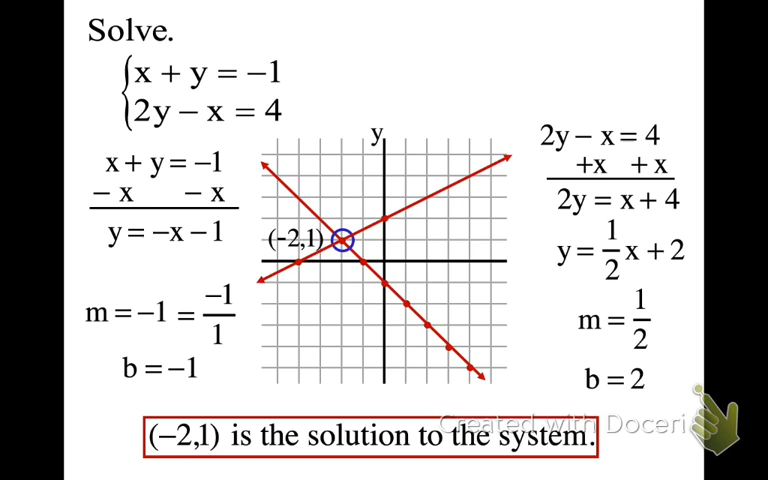 Solve.
x + y = −1
2y − x = 4
x + y = −1
− x − x
y = −x − 1
m = −1 = −1/1
b = −1
y
(−2,1)
2y − x = 4
+x + x
2y = x + 4
y = 1/2 x + 2
m = 1/2
b = 2
(−2,1) is the solution to the system.
Created with Doceri